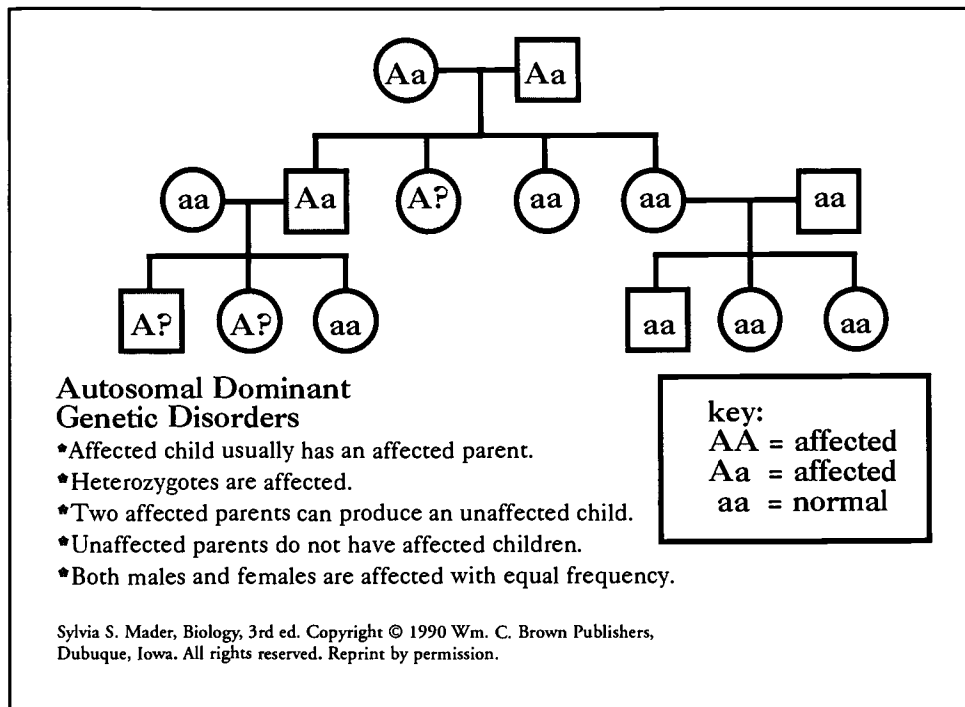 Aa Aa
aa Aa A? aa aa aa
A? A? aa aa aa aa
Autosomal Dominant
Genetic Disorders
*Affected child usually has an affected parent.
*Heterozygotes are affected.
*Two affected parents can produce an unaffected child.
*Unaffected parents do not have affected children.
*Both males and females are affected with equal frequency.
key:
AA = affected
Aa = affected
aa = normal
Sylvia S. Mader, Biology, 3rd ed. Copyright © 1990 Wm. C. Brown Publishers,
Dubuque, Iowa. All rights reserved. Reprint by permission.